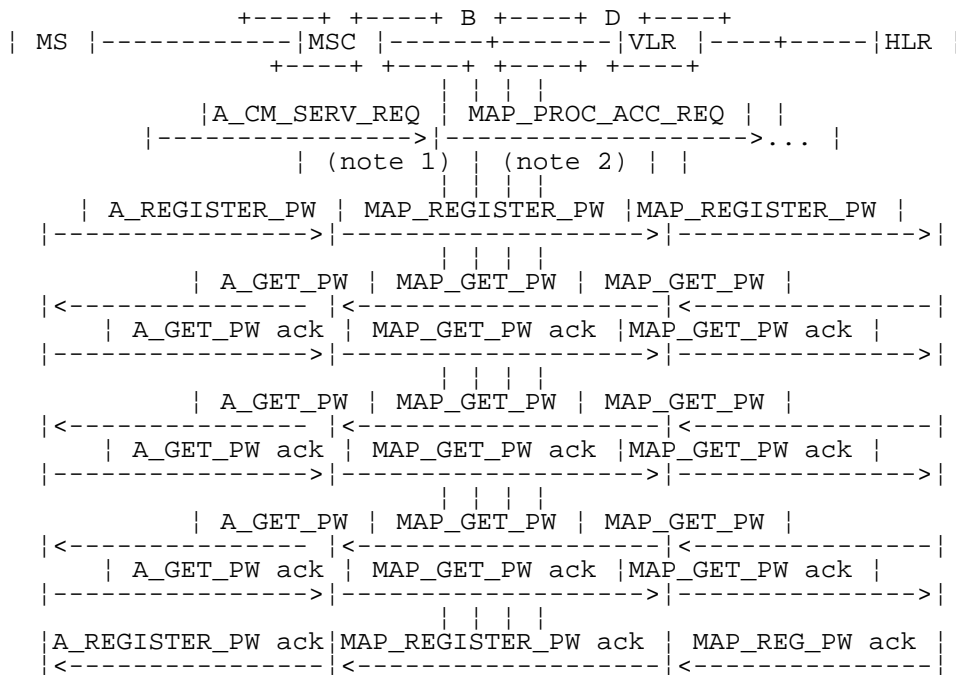 +----+ +----+ B +----+ D +----+
¦ MS ¦------------¦MSC ¦------+-------¦VLR ¦----+-----¦HLR ¦
+----+ +----+ +----+ +----+
¦ ¦ ¦ ¦
¦A_CM_SERV_REQ ¦ MAP_PROC_ACC_REQ ¦ ¦
¦---------------->¦------------------->... ¦
¦ (note 1) ¦ (note 2) ¦ ¦
¦ ¦ ¦ ¦
¦ A_REGISTER_PW ¦ MAP_REGISTER_PW ¦MAP_REGISTER_PW ¦
¦---------------->¦------------------->¦--------------->¦
¦ ¦ ¦ ¦
¦ A_GET_PW ¦ MAP_GET_PW ¦ MAP_GET_PW ¦
¦<--------------- ¦<-------------------¦<---------------¦
¦ A_GET_PW ack ¦ MAP_GET_PW ack ¦MAP_GET_PW ack ¦
¦---------------->¦------------------->¦--------------->¦
¦ ¦ ¦ ¦
¦ A_GET_PW ¦ MAP_GET_PW ¦ MAP_GET_PW ¦
¦<--------------- ¦<-------------------¦<---------------¦
¦ A_GET_PW ack ¦ MAP_GET_PW ack ¦MAP_GET_PW ack ¦
¦---------------->¦------------------->¦--------------->¦
¦ ¦ ¦ ¦
¦ A_GET_PW ¦ MAP_GET_PW ¦ MAP_GET_PW ¦
¦<--------------- ¦<-------------------¦<---------------¦
¦ A_GET_PW ack ¦ MAP_GET_PW ack ¦MAP_GET_PW ack ¦
¦---------------->¦------------------->¦--------------->¦
¦ ¦ ¦ ¦
¦A_REGISTER_PW ack¦MAP_REGISTER_PW ack ¦ MAP_REG_PW ack ¦
¦<----------------¦<-------------------¦<---------------¦